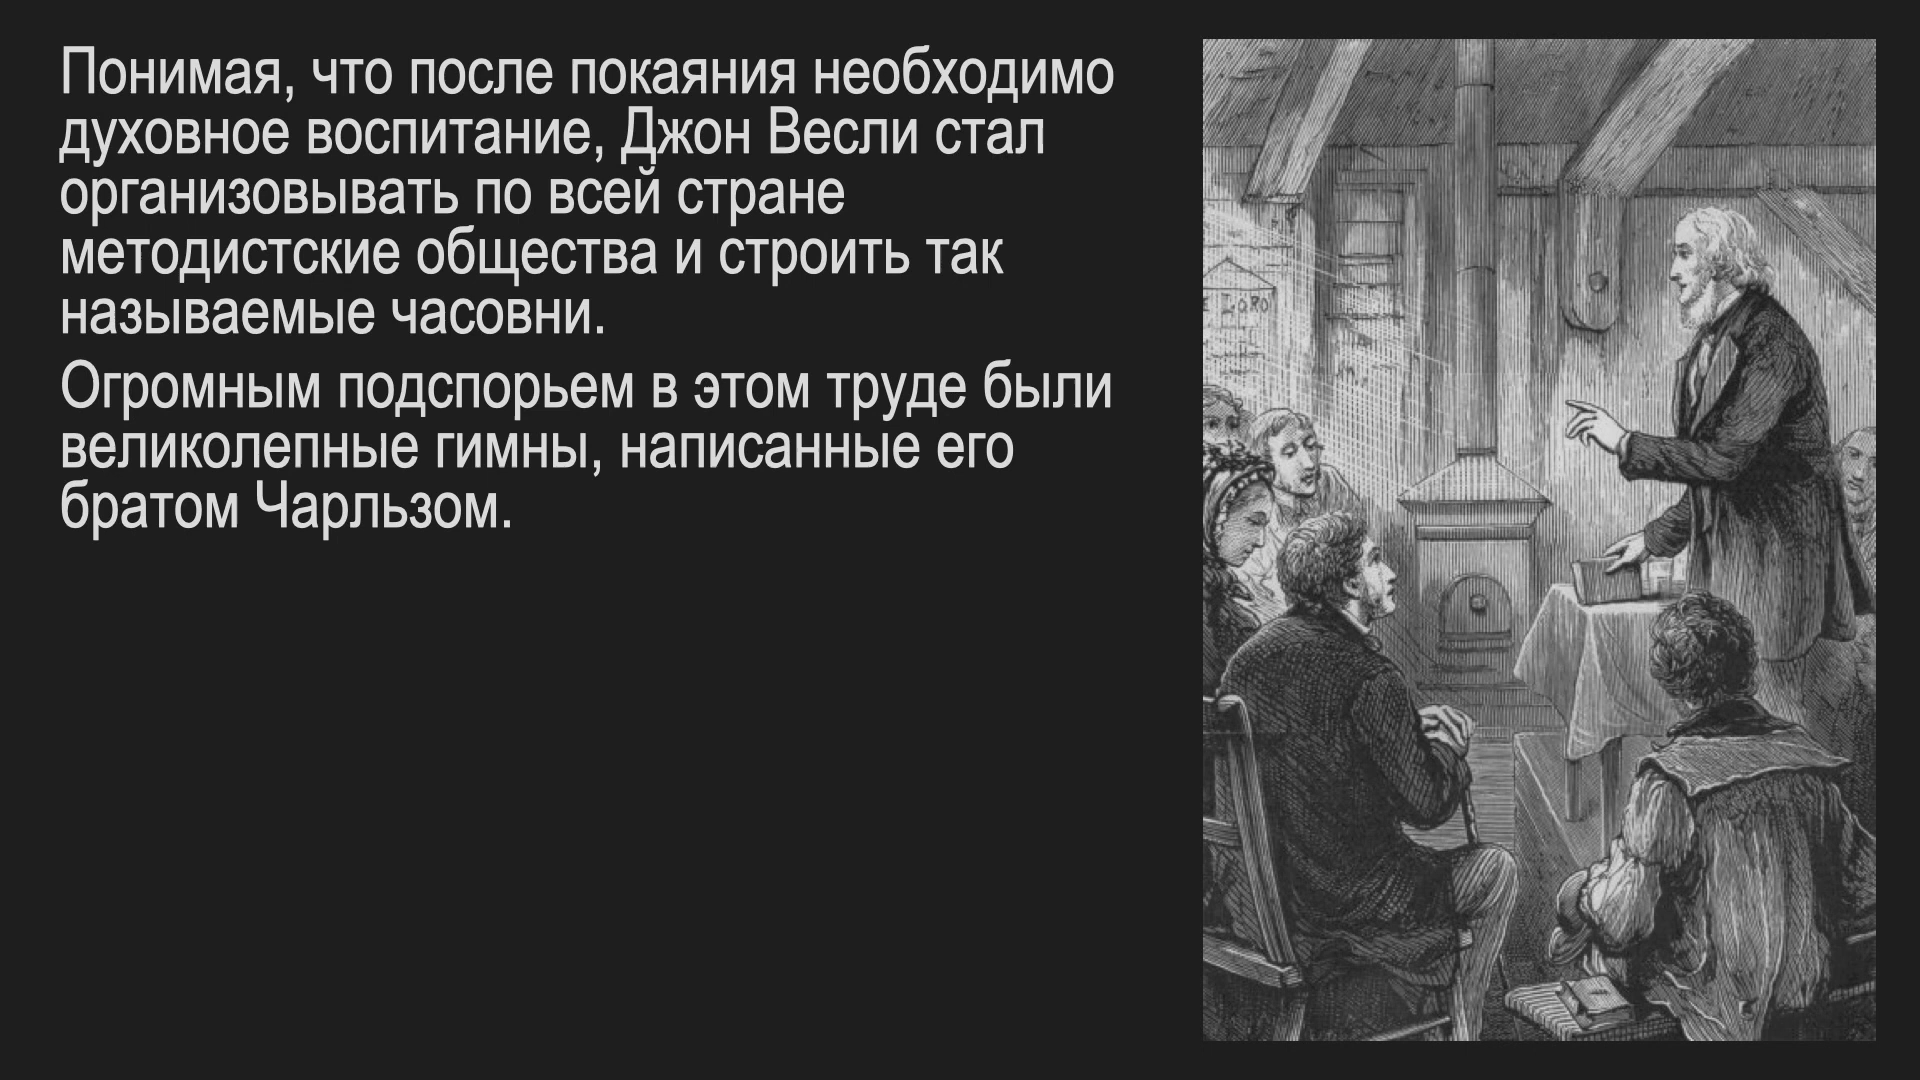 Понимая, что после покаяния необходимо
духовное воспитание, Джон Весли стал
организовывать по всей стране
методистские общества и строить так
называемые часовни.
Огромным подспорьем в этом труде были
великолепные гимны, написанные его
братом Чарльзом.
LORD